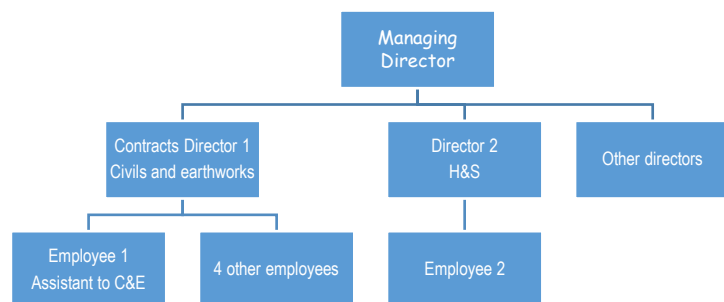 Managing
Director
Contracts Director 1
Civils and earthworks
Director 2
H&S
Other directors
Employee 1
Assistant to C&E
4 other employees
Employee 2